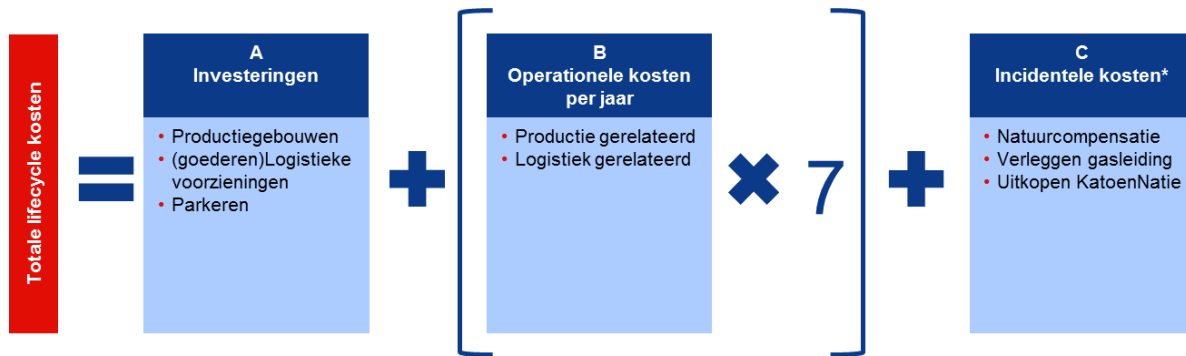 Totale lifecycle kosten
=
A
Investeringen
• Productiegebouwen
• (goederen)Logistieke
voorzieningen
• Parkeren
+
[
B
Operationele kosten
per jaar
• Productie gerelateerd
• Logistiek gerelateerd
× 7
]
+
C
Incidentele kosten*
• Natuurcompensatie
• Verleggen gasleiding
• Uitkopen KatoenNatie